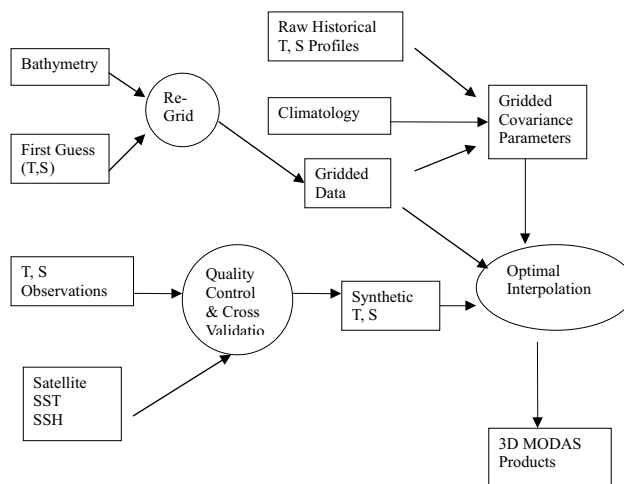 Raw Historical
T, S Profiles
Bathymetry
Re-
Grid
Climatology
Gridded
Covariance
Parameters
First Guess
(T,S)
Gridded
Data
T, S
Observations
Quality
Control
& Cross
Validatio
Synthetic
T, S
Optimal
Interpolation
Satellite
SST
SSH
3D MODAS
Products